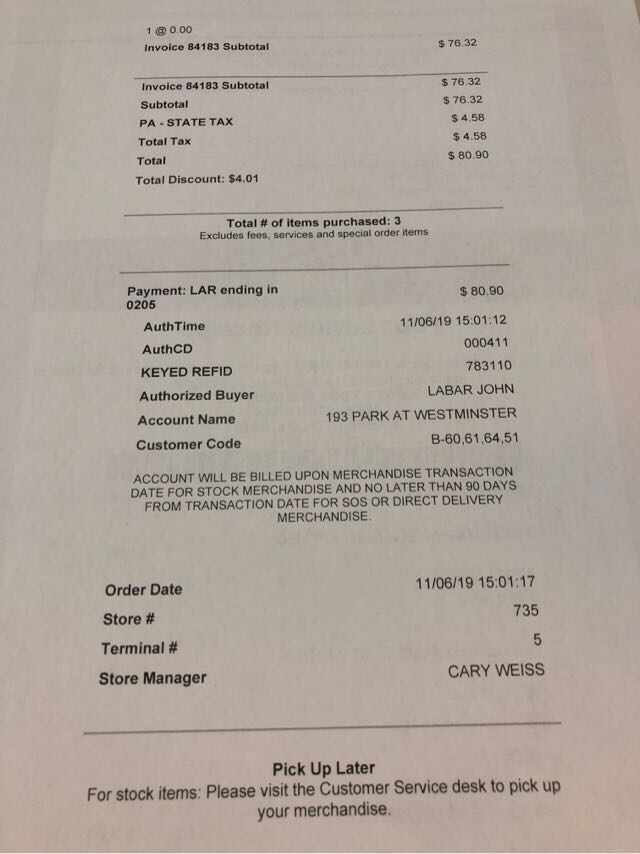 1 @ 0.00
Invoice 84183 Subtotal $ 76.32
Invoice 84183 Subtotal $ 76.32
Subtotal $ 76.32
PA - STATE TAX $ 4.58
Total Tax $ 4.58
Total $ 80.90
Total Discount: $4.01
Total # of items purchased: 3
Excludes fees, services and special order items
Payment: LAR ending in $ 80.90
0205
AuthTime 11/06/19 15:01:12
AuthCD 000411
KEYED REFID 783110
Authorized Buyer LABAR JOHN
Account Name 193 PARK AT WESTMINSTER
Customer Code B-60,61,64,51
ACCOUNT WILL BE BILLED UPON MERCHANDISE TRANSACTION
DATE FOR STOCK MERCHANDISE AND NO LATER THAN 90 DAYS
FROM TRANSACTION DATE FOR SOS OR DIRECT DELIVERY
MERCHANDISE.
Order Date 11/06/19 15:01:17
Store # 735
Terminal # 5
Store Manager CARY WEISS
Pick Up Later
For stock items: Please visit the Customer Service desk to pick up
your merchandise.